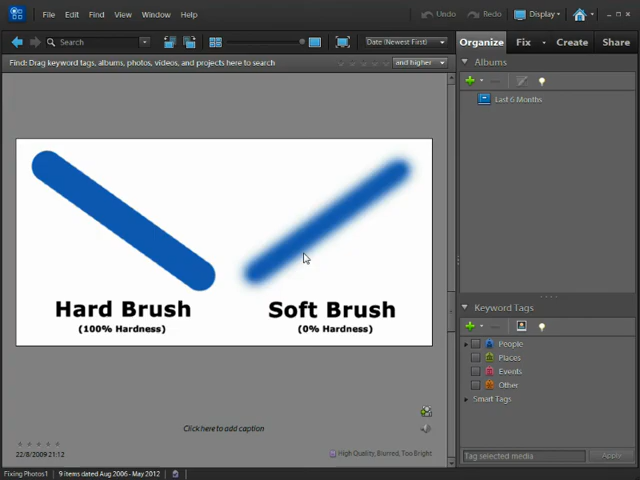 File Edit Find View Window Help
Undo Redo Display Home
Search Date (Newest First) Organize Fix Create Share
Find: Drag keyword tags, albums, photos, videos, and projects here to search and higher
Albums
Last 6 Months
Hard Brush
(100% Hardness)
Soft Brush
(0% Hardness)
Keyword Tags
People
Places
Events
Other
Smart Tags
Click here to add caption
22/8/2009 21:12
High Quality, Blurred, Too Bright
Tag selected media Apply
Fixing Photos1 9 items dated Aug 2006 - May 2012